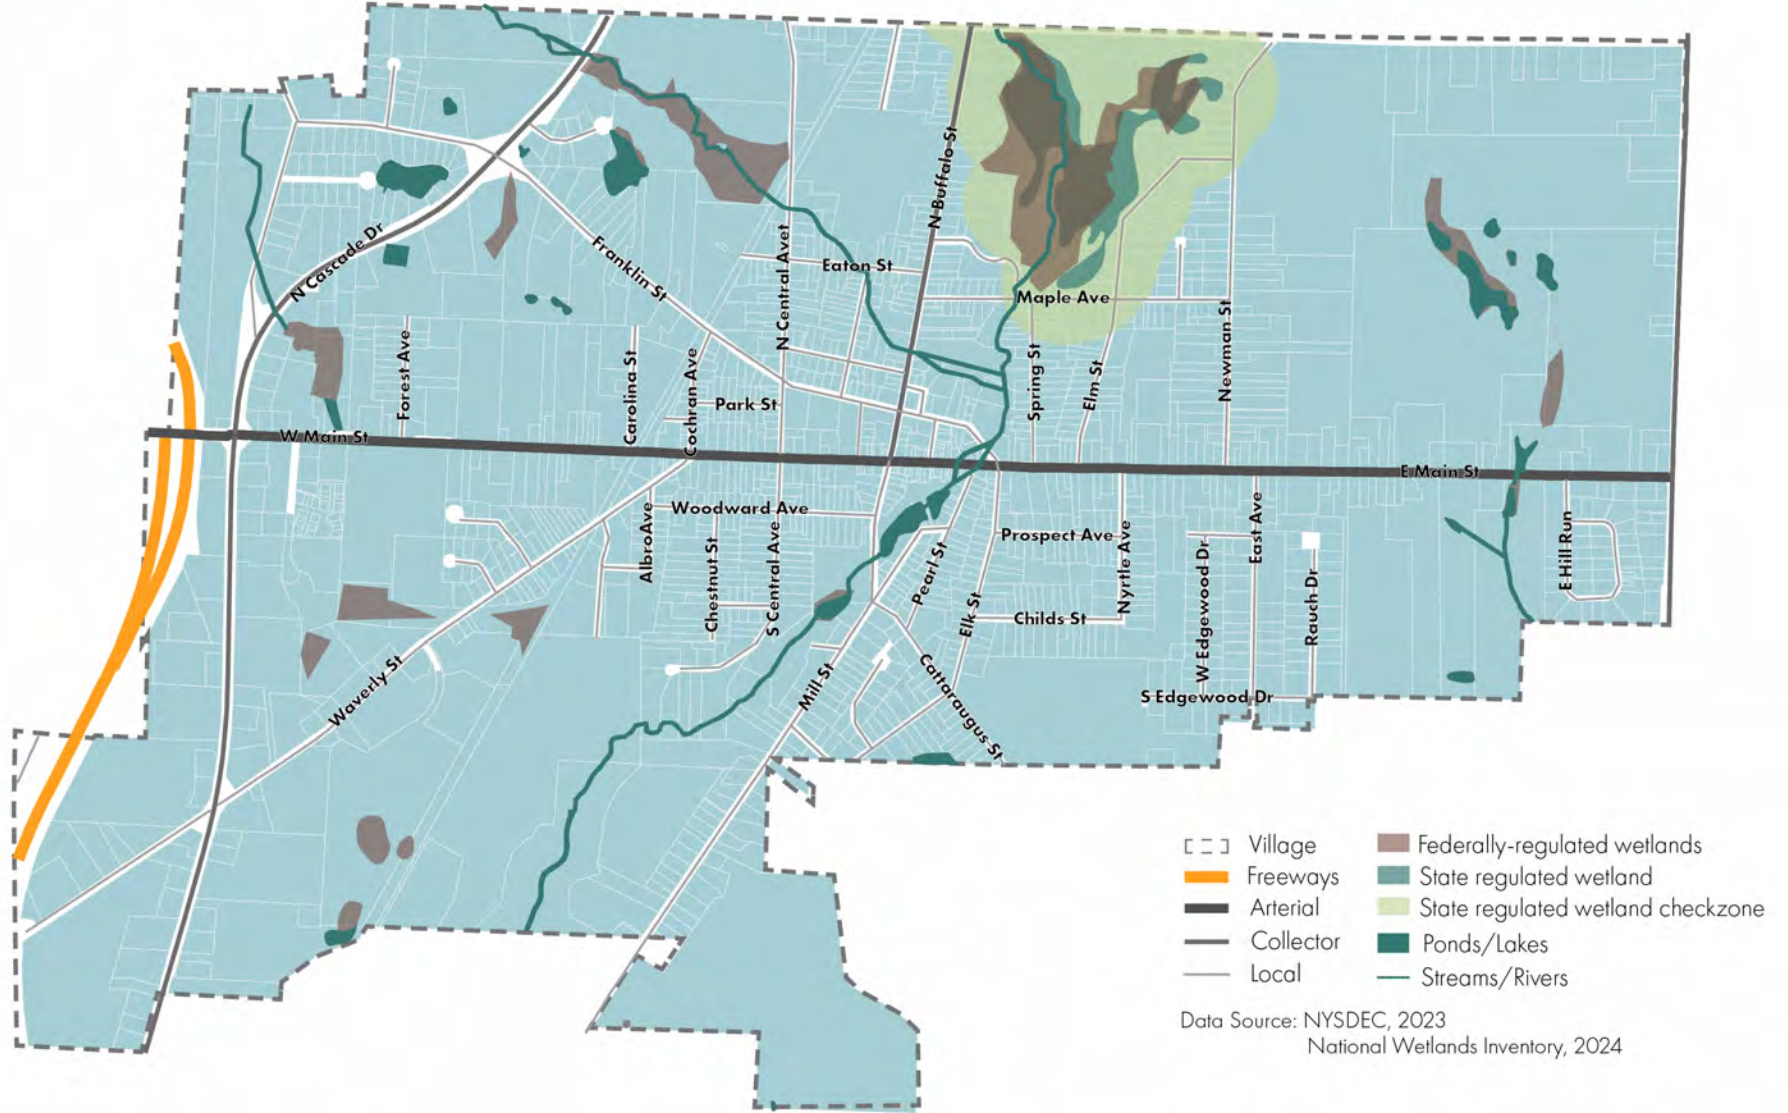 N Buffalo St
N Cascade Dr
Franklin St
N Central Avet
Eaton St
Maple Ave
Forest Ave
Carolina St
Cochran Ave
Park St
Spring St
Elm St
Newman St
W Main St
E Main St
Woodward Ave
Albro Ave
Chestnut St
S Central Ave
Pearl St
Prospect Ave
Nyrtle Ave
East Ave
W Edgewood Dr
Rauch Dr
E Hill Run
Elk St
Childs St
Waverly St
Mill St
Cattaraugus St
S Edgewood Dr
Village
Freeways
Arterial
Collector
Local
Federally-regulated wetlands
State regulated wetland
State regulated wetland checkzone
Ponds/Lakes
Streams/Rivers
Data Source: NYSDEC, 2023
National Wetlands Inventory, 2024